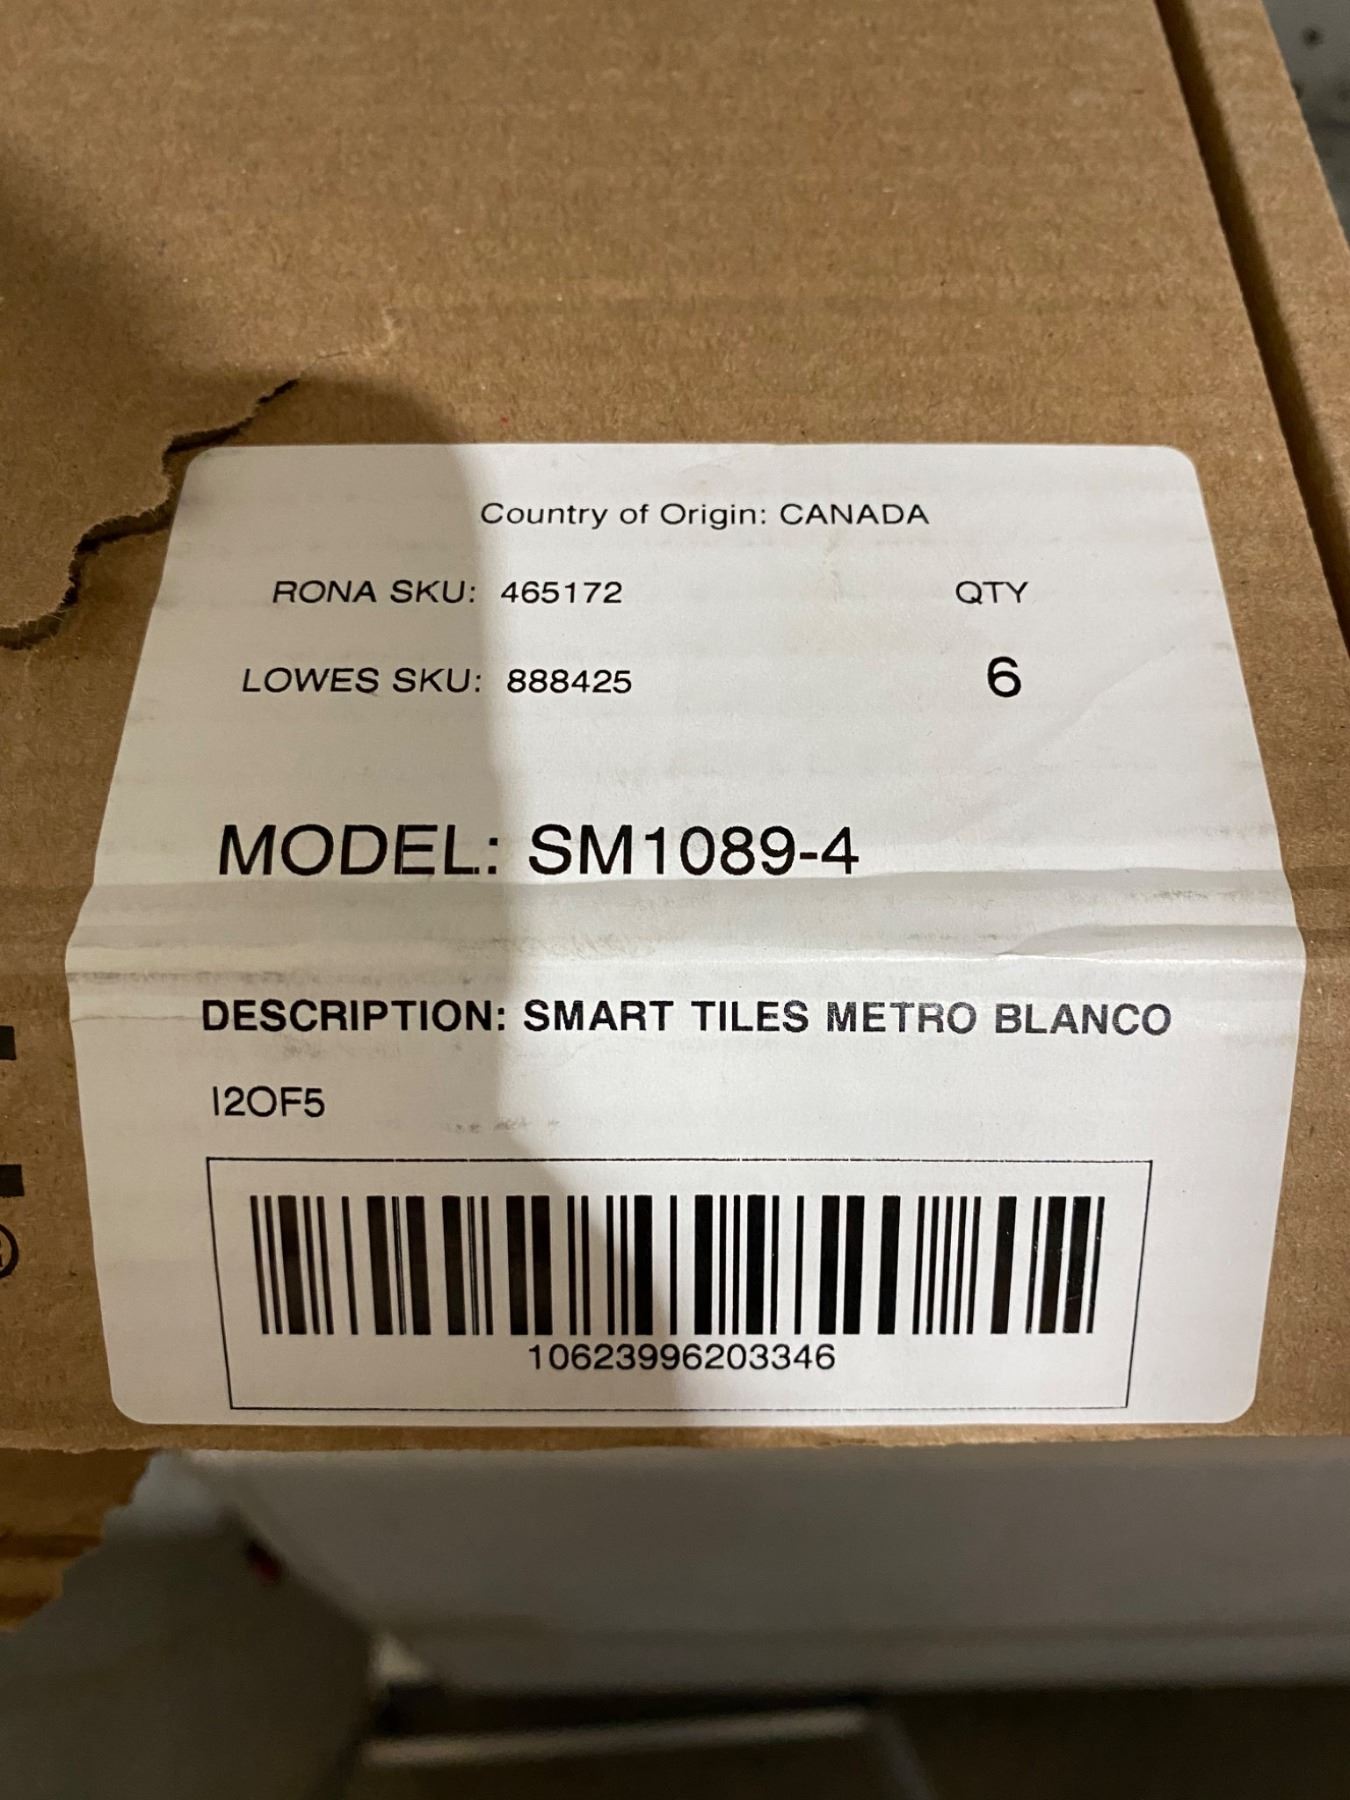 Country of Origin: CANADA
RONA SKU: 465172 QTY
LOWES SKU: 888425 6
MODEL: SM1089-4
DESCRIPTION: SMART TILES METRO BLANCO
I2OF5
10623996203346
®